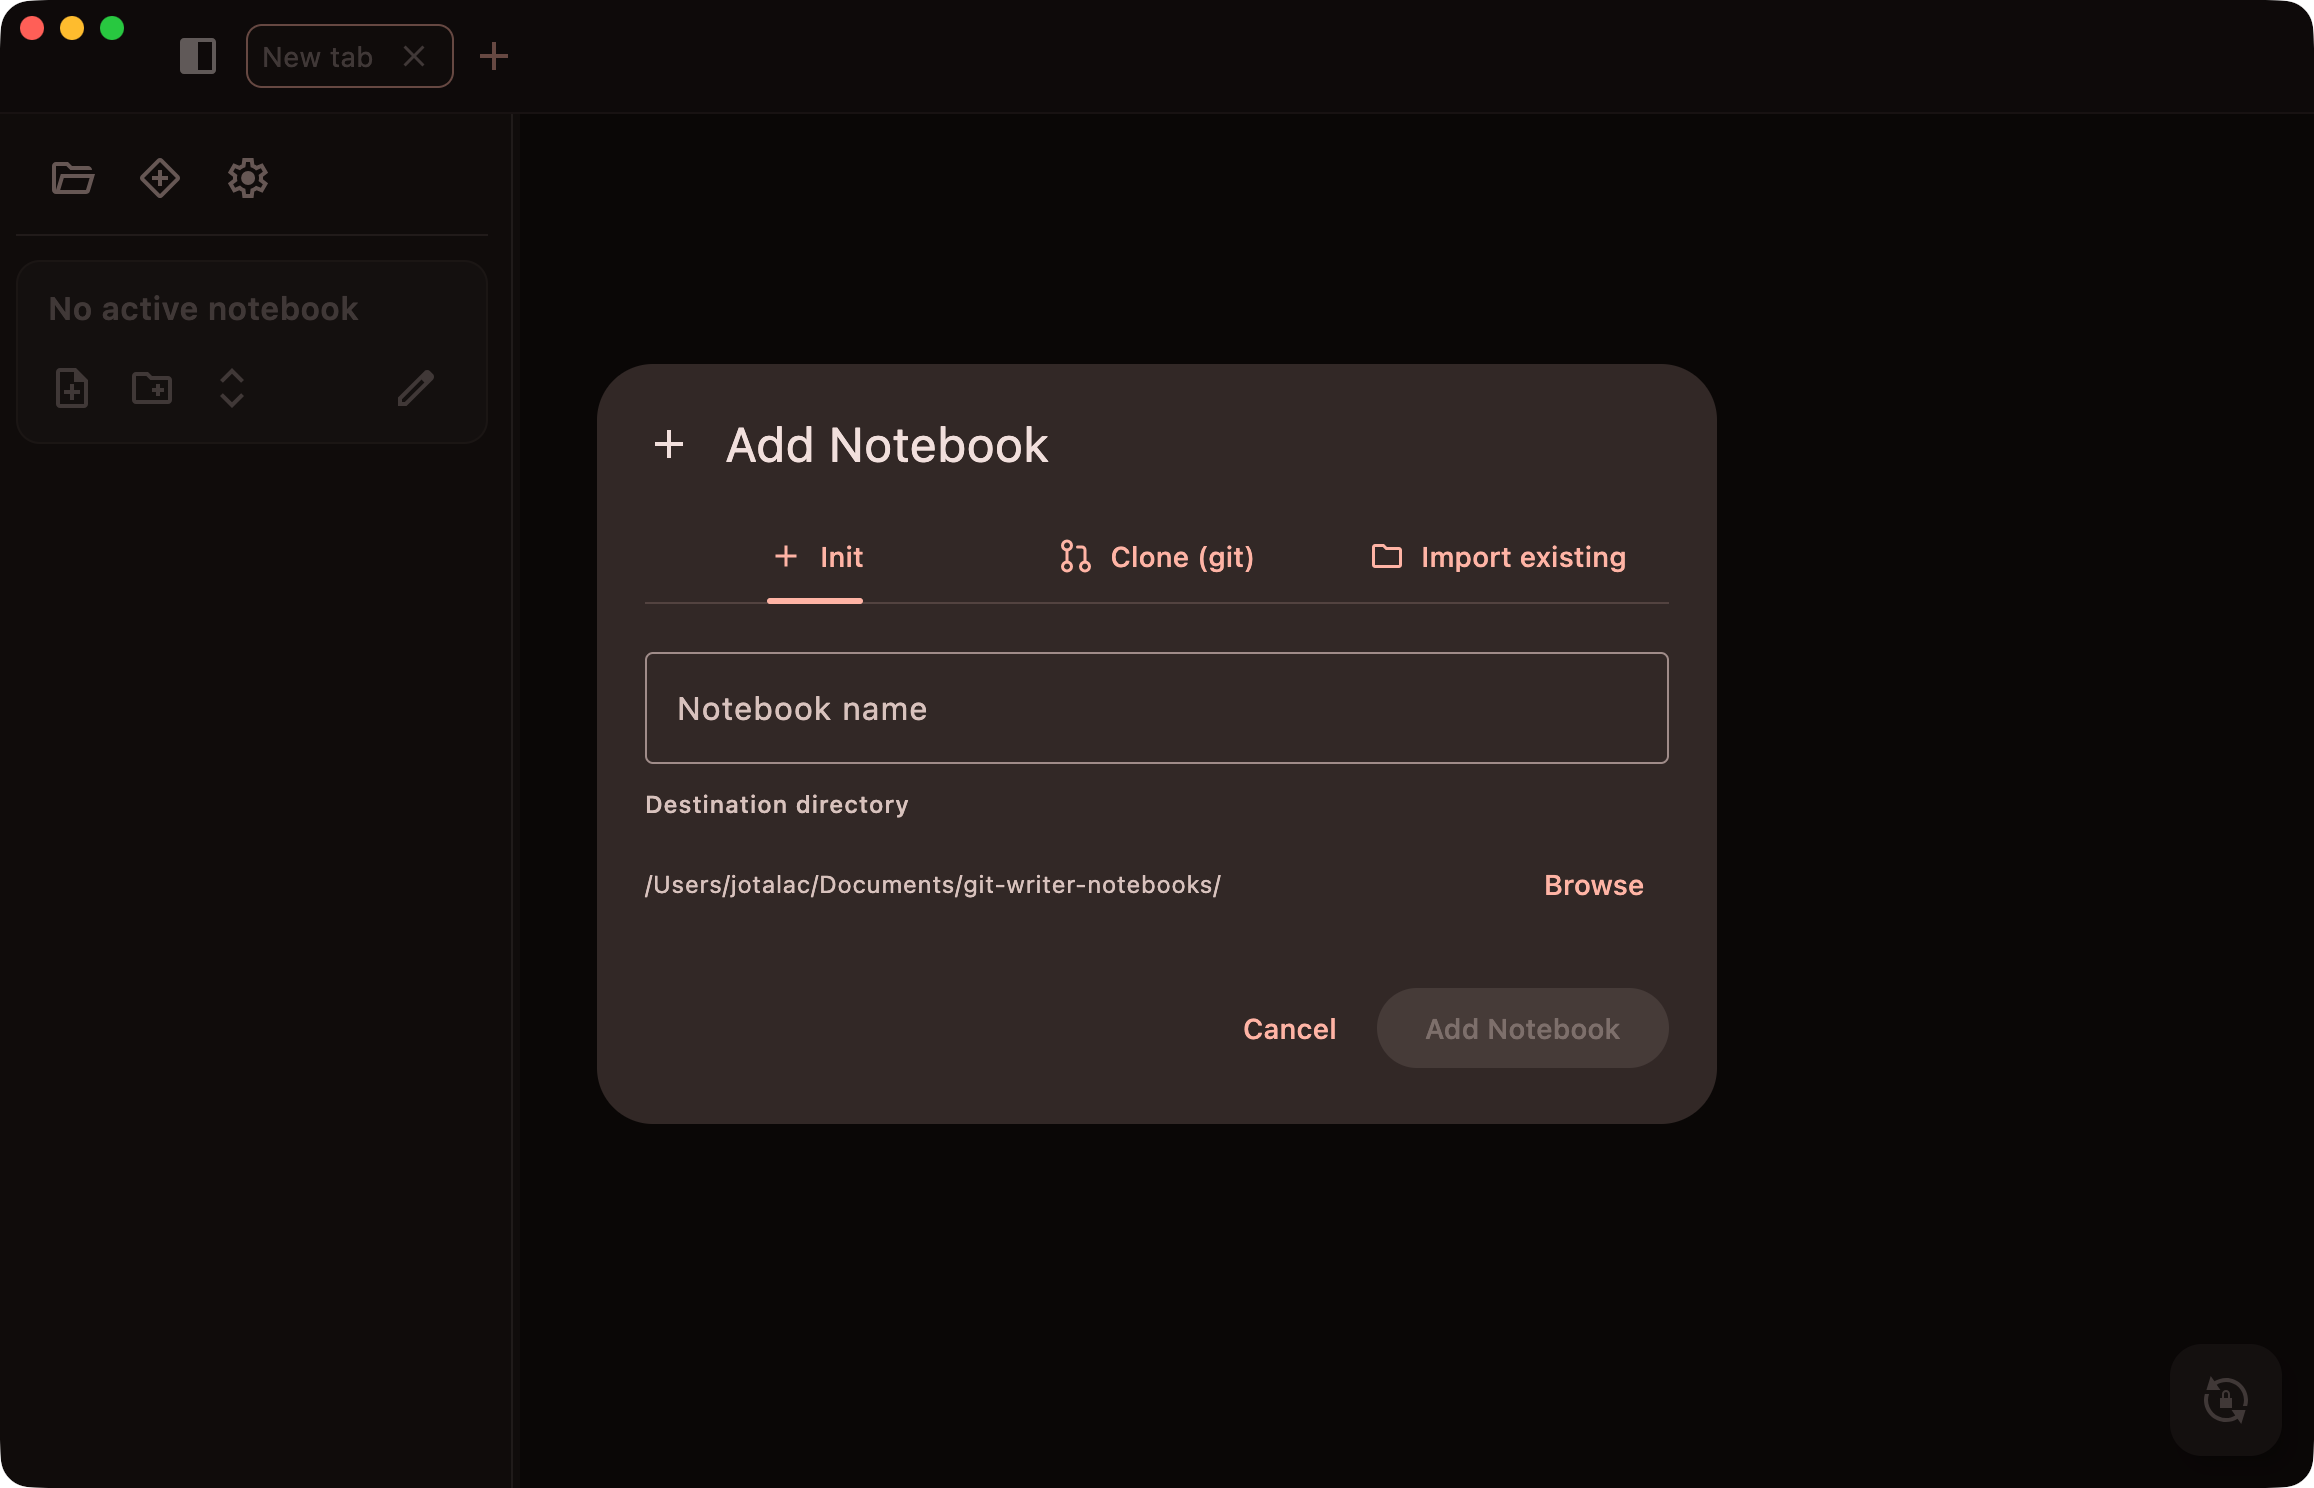 New tab
No active notebook
Add Notebook
Init
Clone (git)
Import existing
Notebook name
Destination directory
/Users/jotalac/Documents/git-writer-notebooks/
Browse
Cancel
Add Notebook